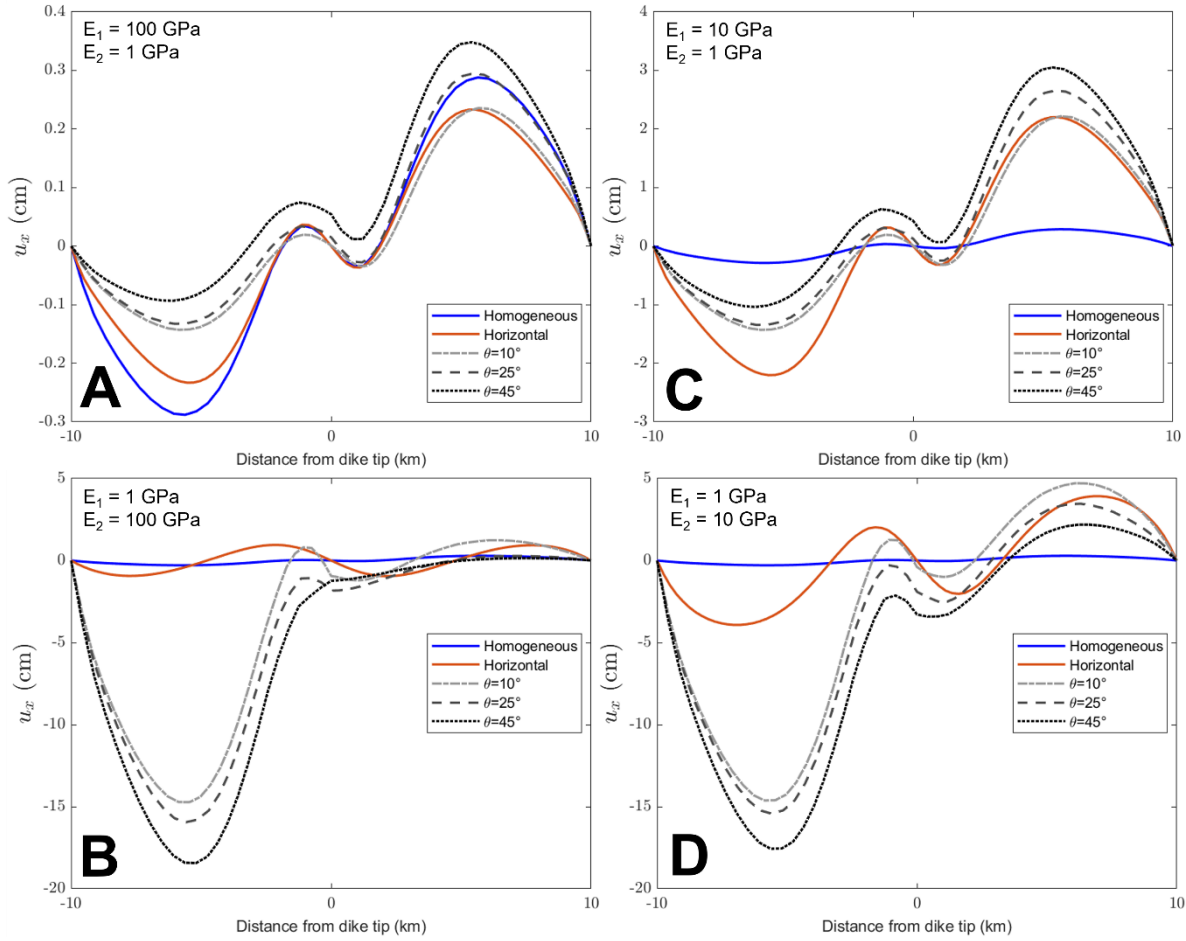 E₁ = 100 GPa
E₂ = 1 GPa
0.4
0.3
0.2
0.1
0
-0.1
-0.2
-0.3
u_x (cm)
-10
0
10
Distance from dike tip (km)
Homogeneous
Horizontal
θ=10°
θ=25°
θ=45°
A
E₁ = 10 GPa
E₂ = 1 GPa
4
3
2
1
0
-1
-2
-3
u_x (cm)
-10
0
10
Distance from dike tip (km)
Homogeneous
Horizontal
θ=10°
θ=25°
θ=45°
C
E₁ = 1 GPa
E₂ = 100 GPa
5
0
-5
-10
-15
-20
u_x (cm)
-10
0
10
Distance from dike tip (km)
Homogeneous
Horizontal
θ=10°
θ=25°
θ=45°
B
E₁ = 1 GPa
E₂ = 10 GPa
5
0
-5
-10
-15
-20
u_x (cm)
-10
0
10
Distance from dike tip (km)
Homogeneous
Horizontal
θ=10°
θ=25°
θ=45°
D